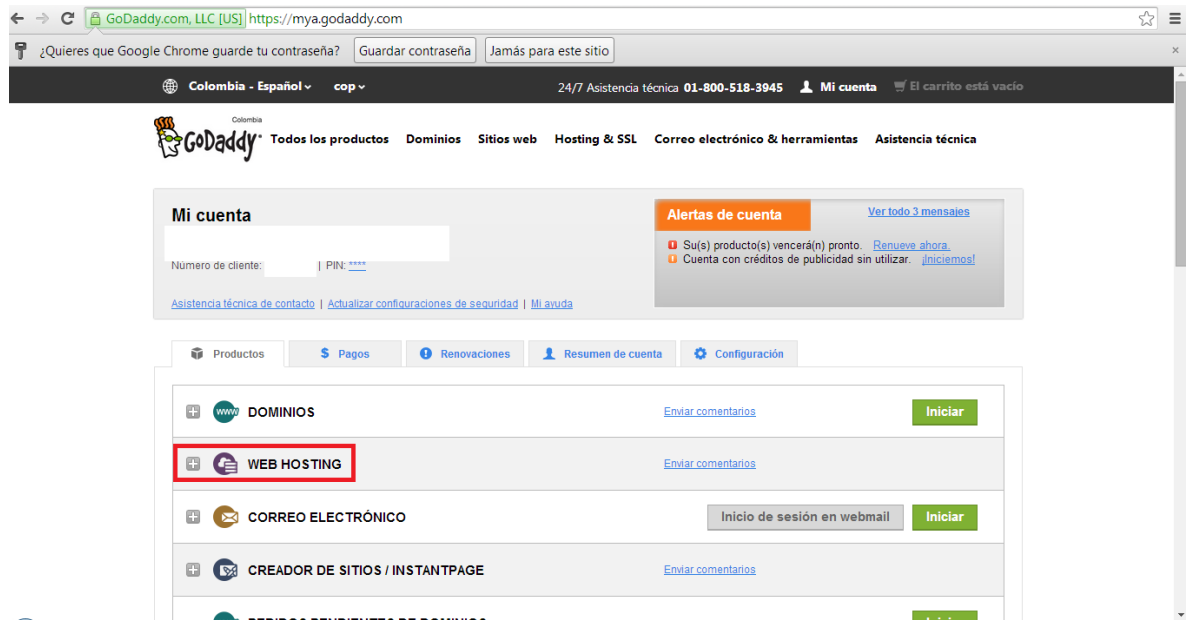 GoDaddy.com, LLC [US] https://mya.godaddy.com
¿Quieres que Google Chrome guarde tu contraseña? Guardar contraseña Jamás para este sitio ×
Colombia - Español cop 24/7 Asistencia técnica 01-800-518-3945 Mi cuenta El carrito está vacío
Colombia
GoDaddy Todos los productos Dominios Sitios web Hosting & SSL Correo electrónico & herramientas Asistencia técnica
Mi cuenta
Alertas de cuenta Ver todo 3 mensajes
Su(s) producto(s) vencerá(n) pronto. Renueve ahora.
Cuenta con créditos de publicidad sin utilizar. ¡Iniciemos!
Número de cliente: | PIN: ****
Asistencia técnica de contacto | Actualizar configuraciones de seguridad | Mi ayuda
Productos $ Pagos Renovaciones Resumen de cuenta Configuración
www DOMINIOS Enviar comentarios Iniciar
WEB HOSTING Enviar comentarios
CORREO ELECTRÓNICO Inicio de sesión en webmail Iniciar
CREADOR DE SITIOS / INSTANTPAGE Enviar comentarios
PEDIDOS PENDIENTES DE DOMINIOS Iniciar